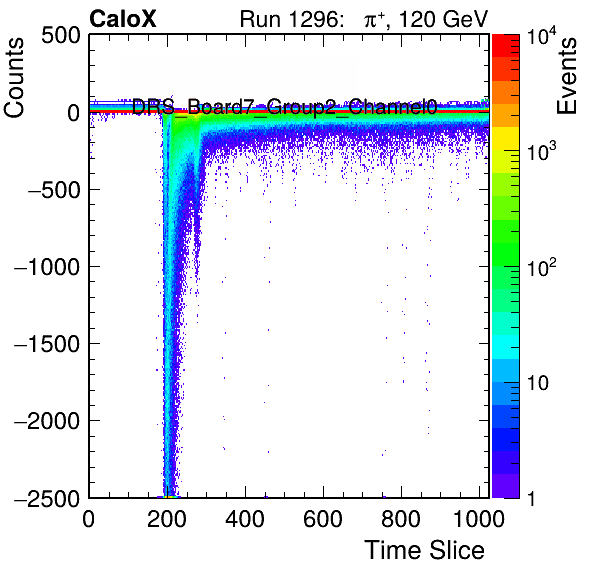 CaloX Run 1296: π⁺, 120 GeV
Counts
Events
DRS_Board7_Group2_Channel0
500
0
−500
−1000
−1500
−2000
−2500
0 200 400 600 800 1000
Time Slice
10⁴
10³
10²
10
1